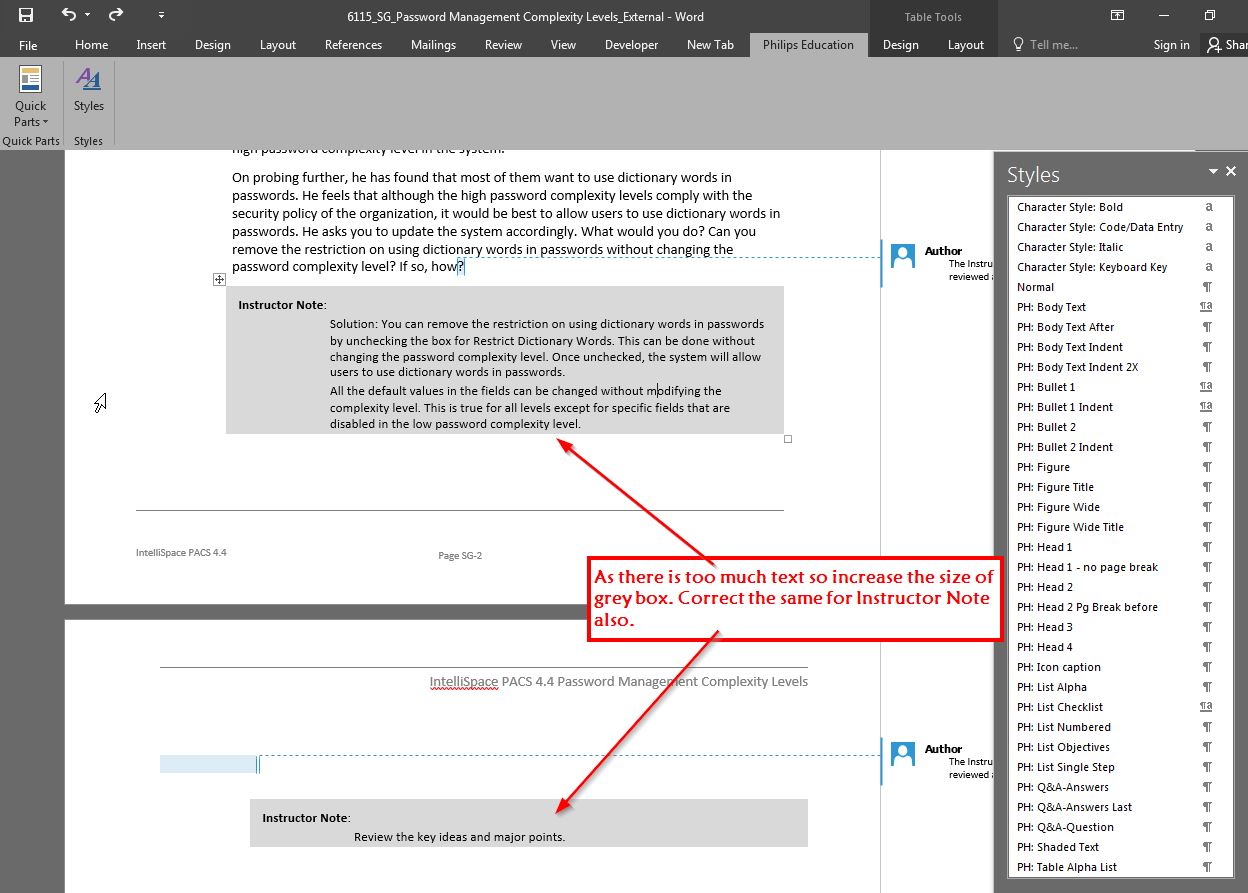 6115_SG_Password Management Complexity Levels_External - Word
Table Tools
File Home Insert Design Layout References Mailings Review View Developer New Tab Philips Education Design Layout Tell me... Sign in Shar
Quick Parts
Styles
Quick Parts Styles
high password complexity level in the system.
On probing further, he has found that most of them want to use dictionary words in
passwords. He feels that although the high password complexity levels comply with the
security policy of the organization, it would be best to allow users to use dictionary words in
passwords. He asks you to update the system accordingly. What would you do? Can you
remove the restriction on using dictionary words in passwords without changing the
password complexity level? If so, how?
Author
The Instru
reviewed a
Instructor Note:
Solution: You can remove the restriction on using dictionary words in passwords
by unchecking the box for Restrict Dictionary Words. This can be done without
changing the password complexity level. Once unchecked, the system will allow
users to use dictionary words in passwords.
All the default values in the fields can be changed without modifying the
complexity level. This is true for all levels except for specific fields that are
disabled in the low password complexity level.
IntelliSpace PACS 4.4
Page SG-2
As there is too much text so increase the size of
grey box. Correct the same for Instructor Note
also.
IntelliSpace PACS 4.4 Password Management Complexity Levels
Author
The Instru
reviewed a
Instructor Note:
Review the key ideas and major points.
Styles
Character Style: Bold a
Character Style: Code/Data Entry a
Character Style: Italic a
Character Style: Keyboard Key a
Normal ¶
PH: Body Text ¶a
PH: Body Text After ¶
PH: Body Text Indent ¶
PH: Body Text Indent 2X ¶
PH: Bullet 1 ¶a
PH: Bullet 1 Indent ¶a
PH: Bullet 2 ¶
PH: Bullet 2 Indent ¶
PH: Figure ¶
PH: Figure Title ¶
PH: Figure Wide ¶
PH: Figure Wide Title ¶
PH: Head 1 ¶
PH: Head 1 - no page break ¶
PH: Head 2 ¶
PH: Head 2 Pg Break before ¶
PH: Head 3 ¶
PH: Head 4 ¶
PH: Icon caption ¶
PH: List Alpha ¶
PH: List Checklist ¶a
PH: List Numbered ¶
PH: List Objectives ¶
PH: List Single Step ¶
PH: Q&A-Answers ¶
PH: Q&A-Answers Last ¶
PH: Q&A-Question ¶
PH: Shaded Text ¶
PH: Table Alpha List ¶